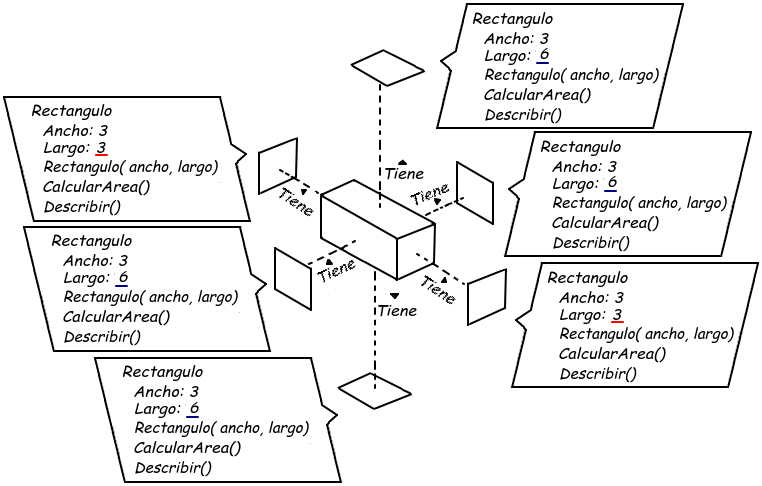 Rectangulo
Ancho: 3
Largo: 6
Rectangulo( ancho, largo)
CalcularArea()
Describir()
Rectangulo
Ancho: 3
Largo: 3
Rectangulo( ancho, largo)
CalcularArea()
Describir()
Rectangulo
Ancho: 3
Largo: 6
Rectangulo( ancho, largo)
CalcularArea()
Describir()
Tiene
Tiene
Tiene
Tiene
Tiene
Tiene
Rectangulo
Ancho: 3
Largo: 6
Rectangulo( ancho, largo)
CalcularArea()
Describir()
Rectangulo
Ancho: 3
Largo: 3
Rectangulo( ancho, largo)
CalcularArea()
Describir()
Rectangulo
Ancho: 3
Largo: 6
Rectangulo( ancho, largo)
CalcularArea()
Describir()